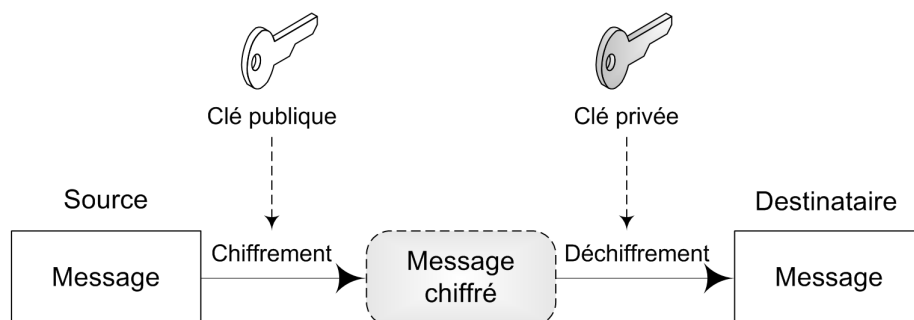 Clé publique
Clé privée
Source
Destinataire
Message
Chiffrement
Message
chiffré
Déchiffrement
Message